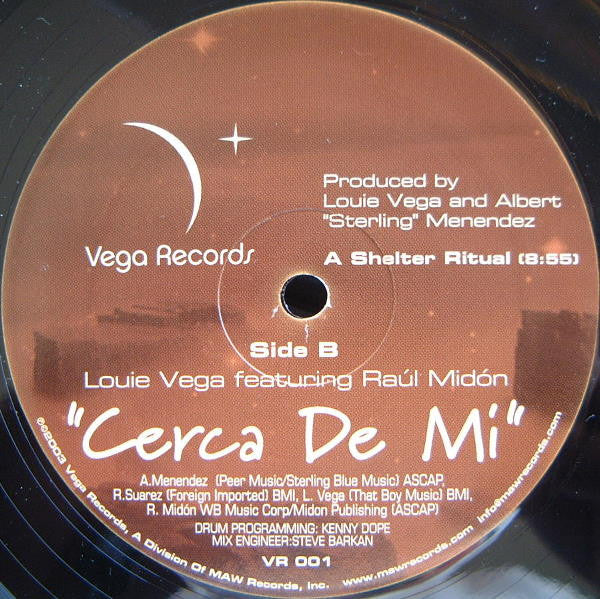 Vega Records
Produced by
Louie Vega and Albert
"Sterling" Menendez
A Shelter Ritual (8:55)
Side B
Louie Vega featuring Raúl Midón
"Cerca De Mi"
A.Menendez (Peer Music/Sterling Blue Music) ASCAP,
R.Suarez (Foreign Imported) BMI, L. Vega (That Boy Music) BMI,
R. Midón WB Music Corp/Midon Publishing (ASCAP)
DRUM PROGRAMMING: KENNY DOPE
MIX ENGINEER:STEVE BARKAN
VR 001
℗©2003 Vega Records, A Division Of MAW Records, Inc. www.mawrecords.com info@mawrecords.com